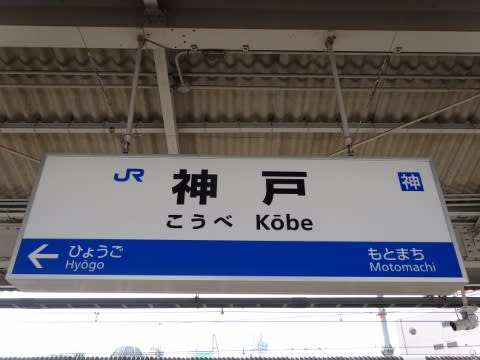 JR 神戸 神
こうべ Kōbe
ひょうご もとまち
Hyōgo Motomachi